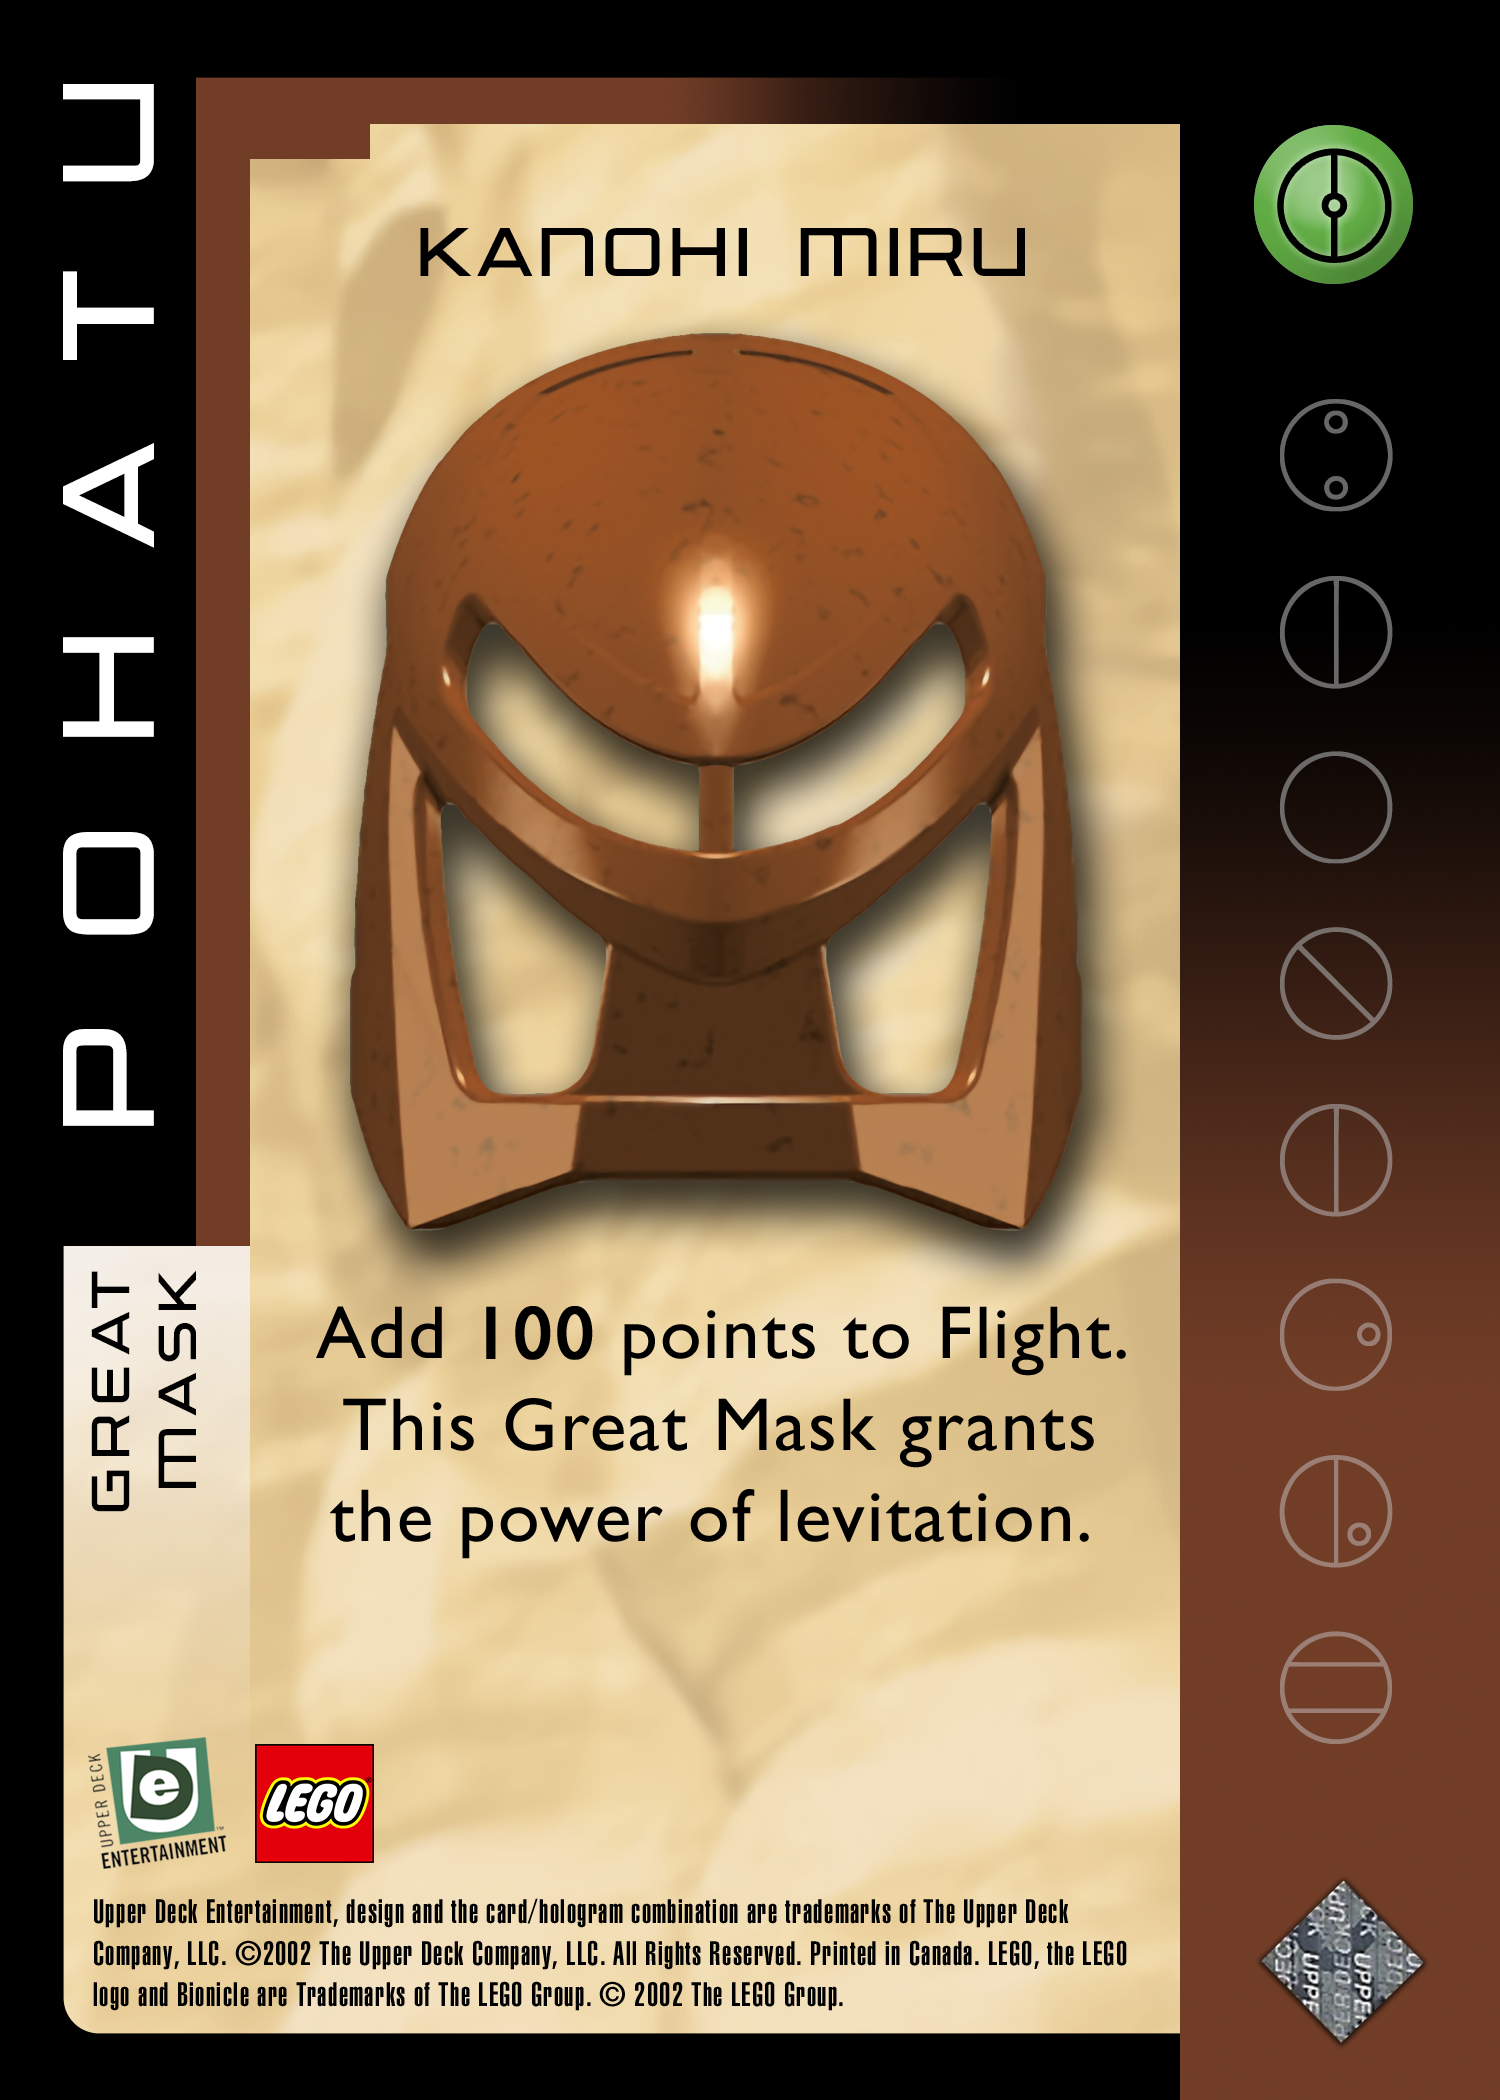 POHATU
GREAT
MASK
KANOHI MIRU
Add 100 points to Flight.
This Great Mask grants
the power of levitation.
UPPER DECK
ENTERTAINMENT
LEGO
Upper Deck Entertainment, design and the card/hologram combination are trademarks of The Upper Deck
Company, LLC. ©2002 The Upper Deck Company, LLC. All Rights Reserved. Printed in Canada. LEGO, the LEGO
logo and Bionicle are Trademarks of The LEGO Group. © 2002 The LEGO Group.